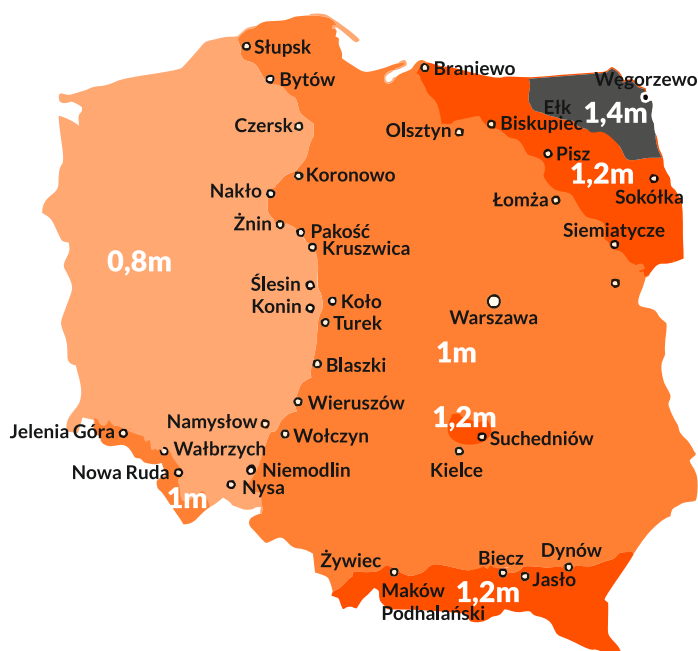 Słupsk
Braniewo
Węgorzewo
Bytów
Ełk
1,4m
Czersk
Olsztyn
Biskupiec
Pisz
1,2m
Koronowo
Sokółka
Nakło
Łomża
Żnin
Pakość
Siemiatycze
Kruszwica
0,8m
Ślesin
Koło
Konin
Warszawa
Turek
1m
Blaszki
Wieruszów
1,2m
Namysłow
Jelenia Góra
Wołczyn
Suchedniów
Wałbrzych
Kielce
Nowa Ruda
Niemodlin
Nysa
1m
Żywiec
Biecz
Dynów
Jasło
Maków
Podhalański
1,2m